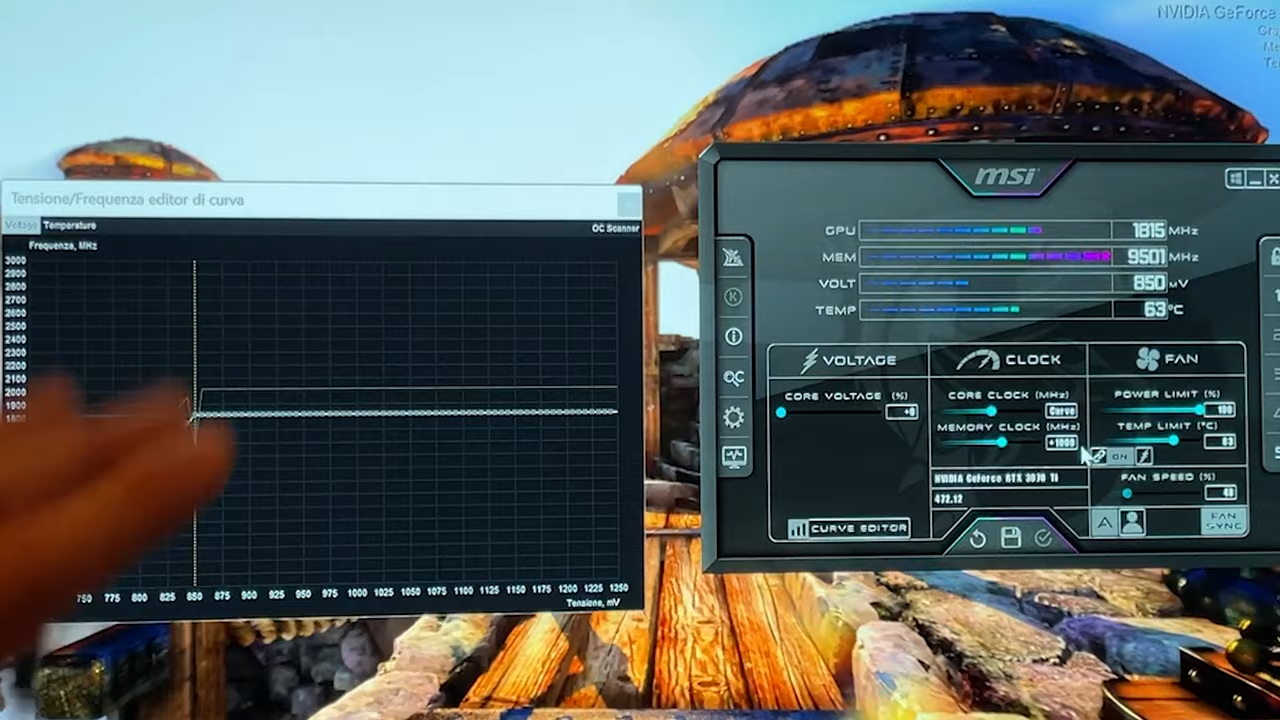 NVIDIA GeForce
Tensione/Frequenza editor di curva
Voltage Temperature
OC Scanner
Frequenza, MHz
3000
2900
2800
2700
2600
2500
2400
2300
2200
2100
2000
1900
1800
750 775 800 825 850 875 900 925 950 975 1000 1025 1050 1075 1100 1125 1150 1175 1200 1225 1250
Tensione, mV
msi
GPU 1815 MHz
MEM 9501 MHz
VOLT 850 MV
TEMP 63 °C
VOLTAGE
CORE VOLTAGE (%)
+0
CURVE EDITOR
CLOCK
CORE CLOCK (MHz)
Curve
MEMORY CLOCK (MHz)
+1000
NVIDIA GeForce RTX 3070 Ti
472.12
FAN
POWER LIMIT (%)
100
TEMP LIMIT (°C)
83
ON
FAN SPEED (%)
A
FAN
SYNC